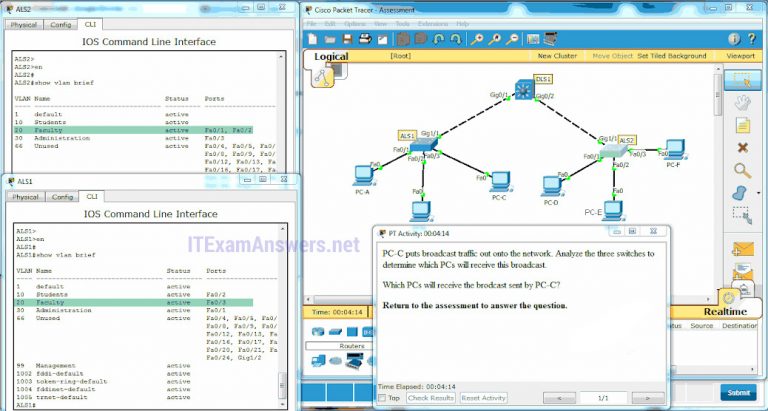 ALS2
Physical Config CLI
IOS Command Line Interface
ALS2>
ALS2>en
ALS2#
ALS2#show vlan brief
VLAN Name Status Ports
1 default active
10 Students active
20 Faculty active Fa0/1, Fa0/2
30 Administration active Fa0/3
66 Unused active Fa0/4, Fa0/5, Fa0/
Fa0/8, Fa0/9, Fa0/
Fa0/12, Fa0/13, Fa
Fa0/16, Fa0/17, Fa
ALS1
Physical Config CLI
IOS Command Line Interface
ALS1>
ALS1>en
ALS1#
ALS1#show vlan brief
ITExamAnswers.net
VLAN Name Status Ports
1 default active
10 Students active Fa0/2
20 Faculty active Fa0/3
30 Administration active Fa0/1
66 Unused active Fa0/4, Fa0/5, Fa0/
Fa0/8, Fa0/9, Fa0/
Fa0/12, Fa0/13, Fa
Fa0/16, Fa0/17, Fa
Fa0/20, Fa0/21, Fa
Fa0/24, Gig1/2
99 Management active
1002 fddi-default active
1003 token-ring-default active
1004 fddinet-default active
1005 trnet-default active
Cisco Packet Tracer - Assessment
File Edit Options View Tools Extensions Help
Logical [Root] New Cluster Move Object Set Tiled Background Viewport
DLS1
Gig0/1 Gig0/2
ALS1 Gig1/1
Fa0/1 Fa0/3
Gig1/1 ALS2
Fa0/2 Fa0/3
Fa0 PC-A
Fa0
Fa0 PC-C
Fa0 PC-D
Fa0 PC-E
Fa0 PC-F
PT Activity: 00:04:14
PC-C puts broadcast traffic out onto the network. Analyze the three switches to
determine which PCs will receive this broadcast.
Which PCs will receive the brodcast sent by PC-C?
Return to the assessment to answer the question.
Time Elapsed: 00:04:14
Top Check Results Reset Activity < 1/1 >
Time: 00:04:14
Routers
Realtime
Status Source Destination
Submit